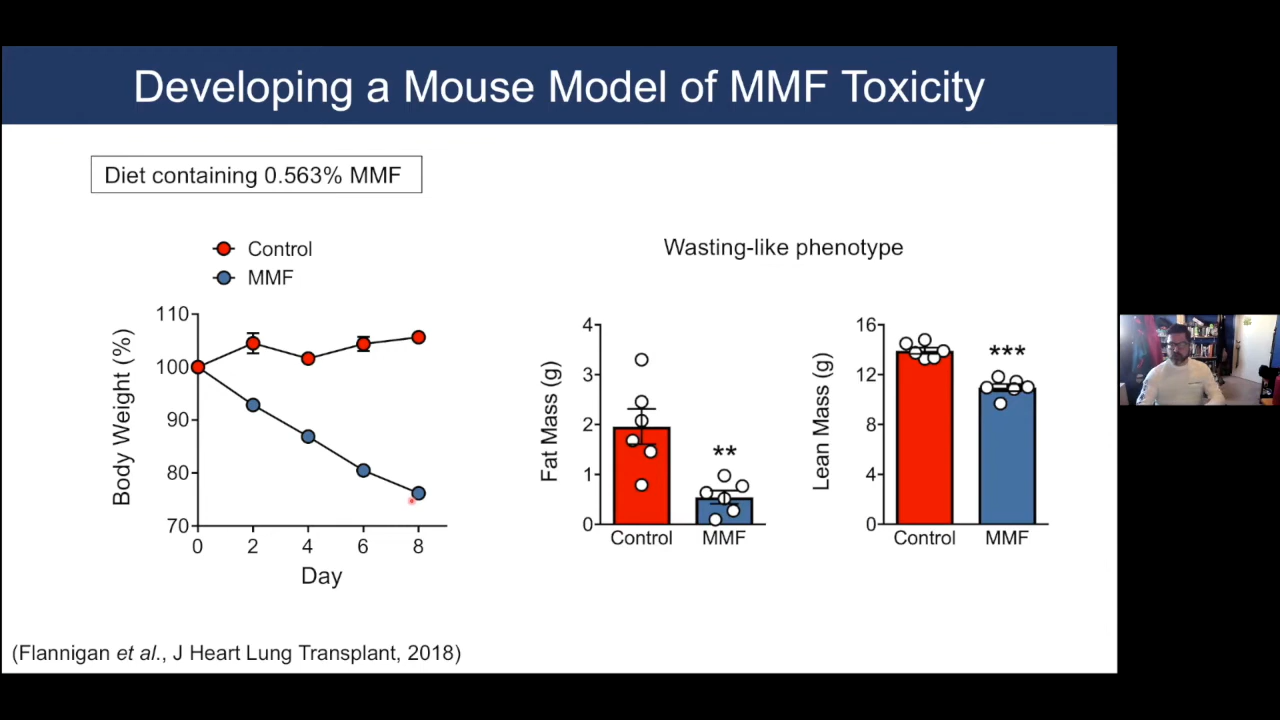 Developing a Mouse Model of MMF Toxicity
Diet containing 0.563% MMF
Control
MMF
110
100
90
80
70
0 2 4 6 8
Body Weight (%)
Day
Wasting-like phenotype
4
3
2
1
0
Fat Mass (g)
**
Control MMF
16
12
8
4
0
Lean Mass (g)
***
Control MMF
(Flannigan et al., J Heart Lung Transplant, 2018)